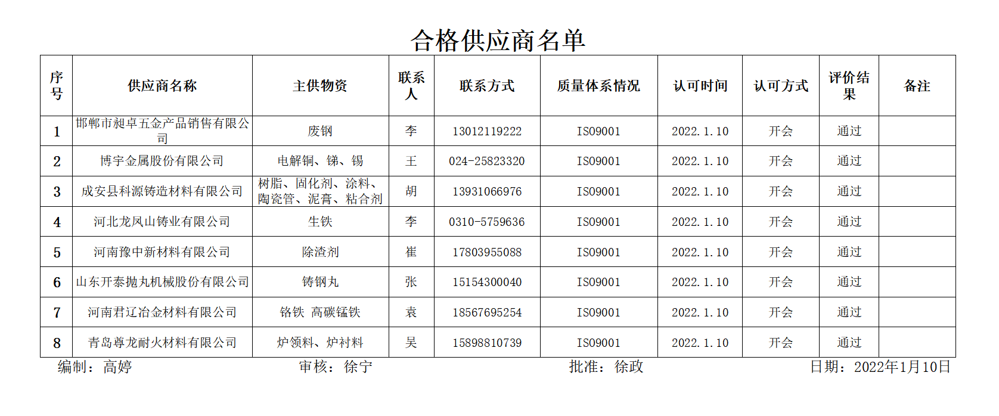 合格供应商名单
序号 供应商名称 主供物资 联系人 联系方式 质量体系情况 认可时间 认可方式 评价结果 备注
1 邯郸市昶卓五金产品销售有限公司 废钢 李 13012119222 ISO9001 2022.1.10 开会 通过
2 博宇金属股份有限公司 电解铜、锑、锡 王 024-25823320 ISO9001 2022.1.10 开会 通过
3 成安县科源铸造材料有限公司 树脂、固化剂、涂料、陶瓷管、泥膏、粘合剂 胡 13931066976 ISO9001 2022.1.10 开会 通过
4 河北龙凤山铸业有限公司 生铁 李 0310-5759636 ISO9001 2022.1.10 开会 通过
5 河南豫中新材料有限公司 除渣剂 崔 17803955088 ISO9001 2022.1.10 开会 通过
6 山东开泰抛丸机械股份有限公司 铸钢丸 张 15154300040 ISO9001 2022.1.10 开会 通过
7 河南君辽冶金材料有限公司 铬铁 高碳锰铁 袁 18567695254 ISO9001 2022.1.10 开会 通过
8 青岛尊龙耐火材料有限公司 炉领料、炉衬料 吴 15898810739 ISO9001 2022.1.10 开会 通过
编制：高婷 审核：徐宁 批准：徐政 日期：2022年1月10日